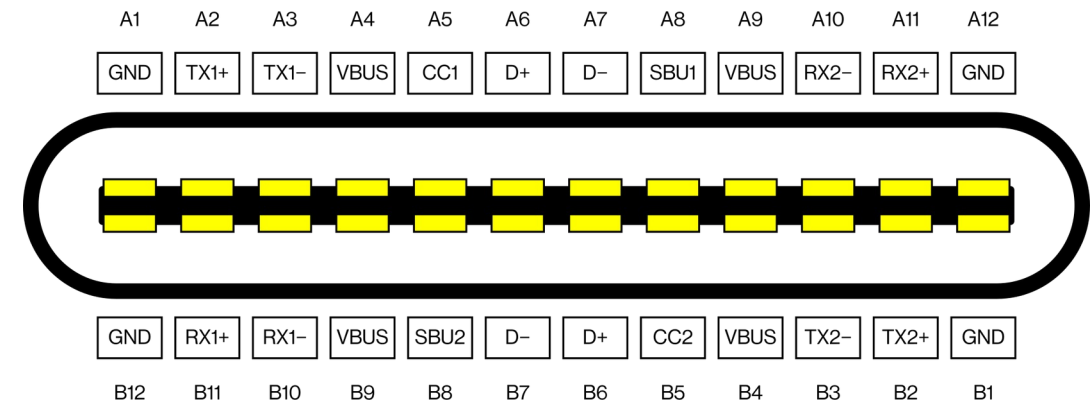 A1 A2 A3 A4 A5 A6 A7 A8 A9 A10 A11 A12
GND TX1+ TX1− VBUS CC1 D+ D− SBU1 VBUS RX2− RX2+ GND
GND RX1+ RX1− VBUS SBU2 D− D+ CC2 VBUS TX2− TX2+ GND
B12 B11 B10 B9 B8 B7 B6 B5 B4 B3 B2 B1